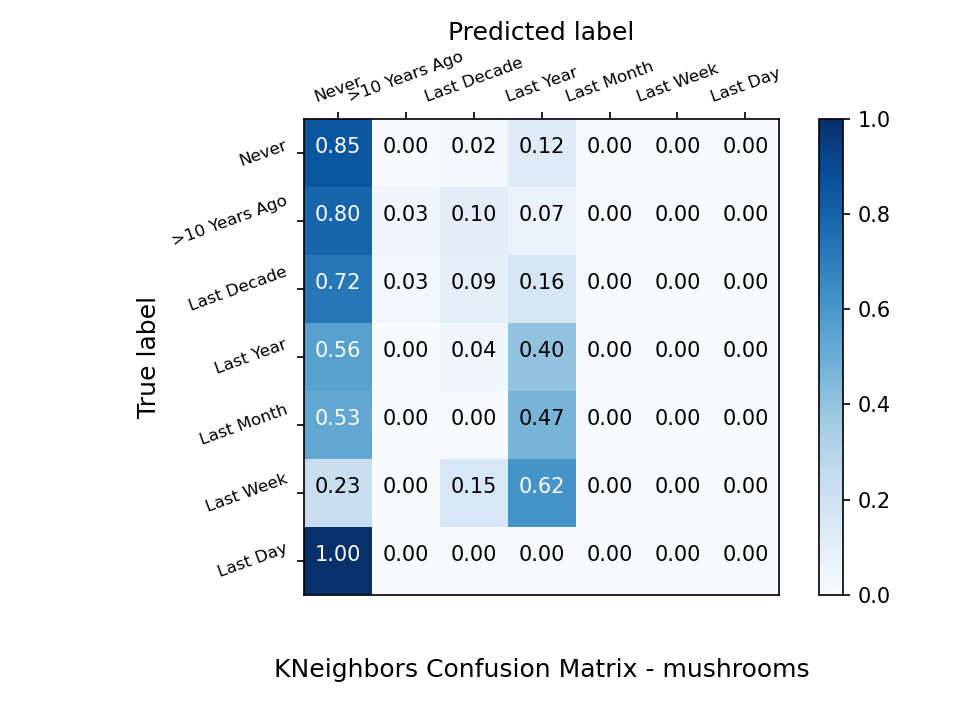 Predicted label
Never >10 Years Ago Last Decade Last Year Last Month Last Week Last Day
Never 0.85 0.00 0.02 0.12 0.00 0.00 0.00
>10 Years Ago 0.80 0.03 0.10 0.07 0.00 0.00 0.00
Last Decade 0.72 0.03 0.09 0.16 0.00 0.00 0.00
Last Year 0.56 0.00 0.04 0.40 0.00 0.00 0.00
Last Month 0.53 0.00 0.00 0.47 0.00 0.00 0.00
Last Week 0.23 0.00 0.15 0.62 0.00 0.00 0.00
Last Day 1.00 0.00 0.00 0.00 0.00 0.00 0.00
True label
1.0
0.8
0.6
0.4
0.2
0.0
KNeighbors Confusion Matrix - mushrooms